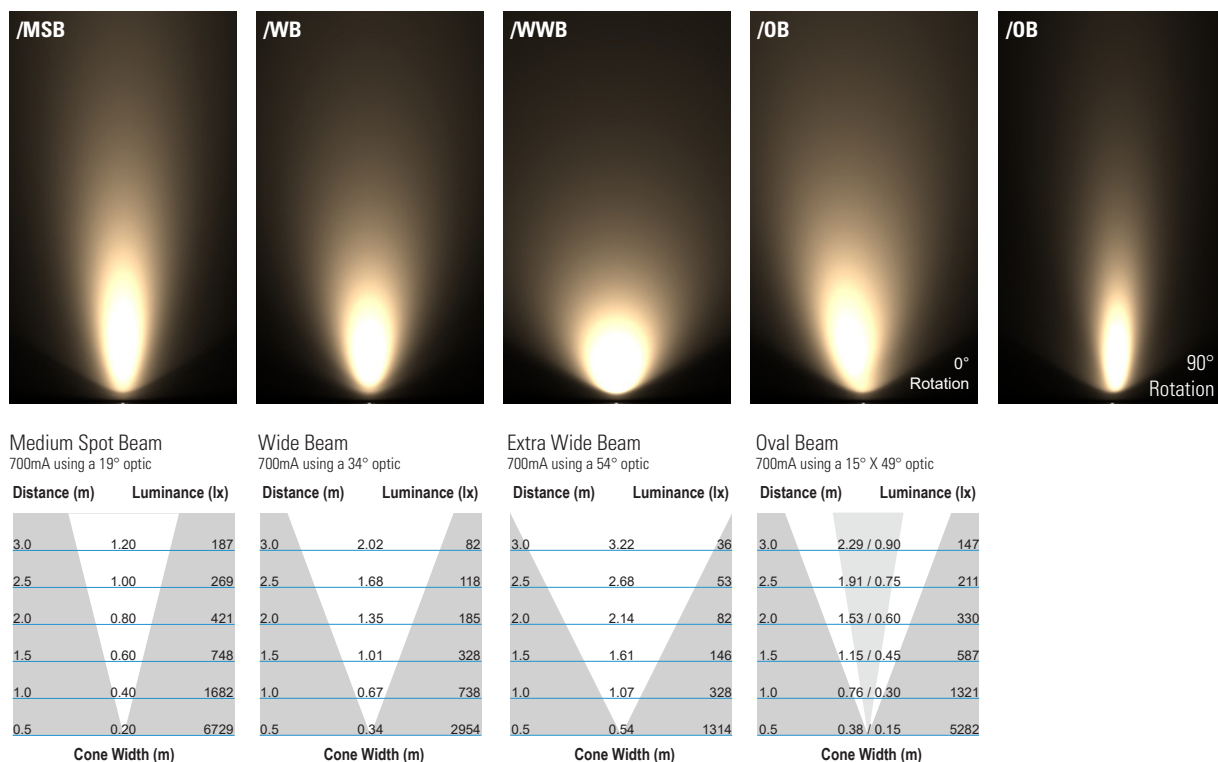 /MSB
/WB
/WWB
/OB
/OB
0°
Rotation
90°
Rotation
Medium Spot Beam
700mA using a 19° optic
Distance (m) Luminance (lx)
3.0 1.20 187
2.5 1.00 269
2.0 0.80 421
1.5 0.60 748
1.0 0.40 1682
0.5 0.20 6729
Cone Width (m)
Wide Beam
700mA using a 34° optic
Distance (m) Luminance (lx)
3.0 2.02 82
2.5 1.68 118
2.0 1.35 185
1.5 1.01 328
1.0 0.67 738
0.5 0.34 2954
Cone Width (m)
Extra Wide Beam
700mA using a 54° optic
Distance (m) Luminance (lx)
3.0 3.22 36
2.5 2.68 53
2.0 2.14 82
1.5 1.61 146
1.0 1.07 328
0.5 0.54 1314
Cone Width (m)
Oval Beam
700mA using a 15° X 49° optic
Distance (m) Luminance (lx)
3.0 2.29 / 0.90 147
2.5 1.91 / 0.75 211
2.0 1.53 / 0.60 330
1.5 1.15 / 0.45 587
1.0 0.76 / 0.30 1321
0.5 0.38 / 0.15 5282
Cone Width (m)